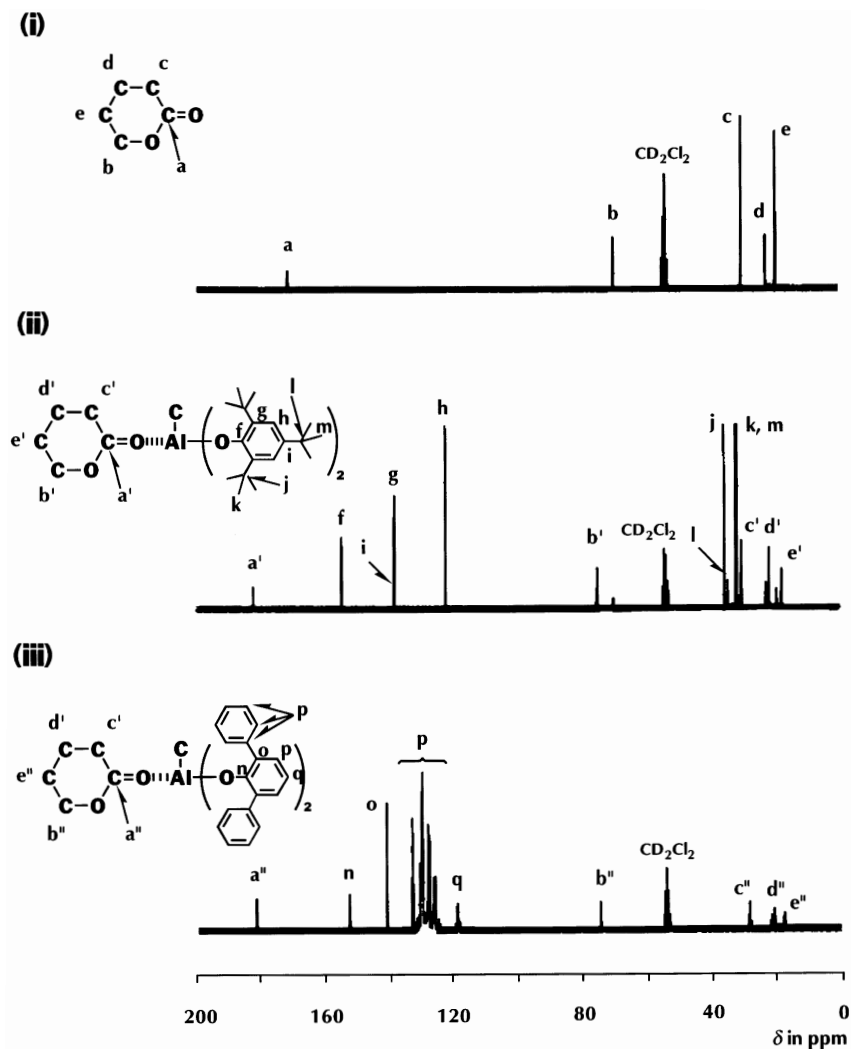 (i)
d c
C–C
e C C=O
C–O
b a
a
b
CD2Cl2
c
d
e
(ii)
d' c'
C–C
e' C C=O Al O
C
C–O
b' a'
f g h i j k l m
2
a'
f
i
g
h
b'
CD2Cl2
l
j
k, m
c' d'
e'
(iii)
d' c'
C–C
e" C C=O Al O
C
C–O
b" a"
n o p q
p
2
a"
n
o
p
q
b"
CD2Cl2
c"
d"
e"
200 160 120 80 40 0
δ in ppm